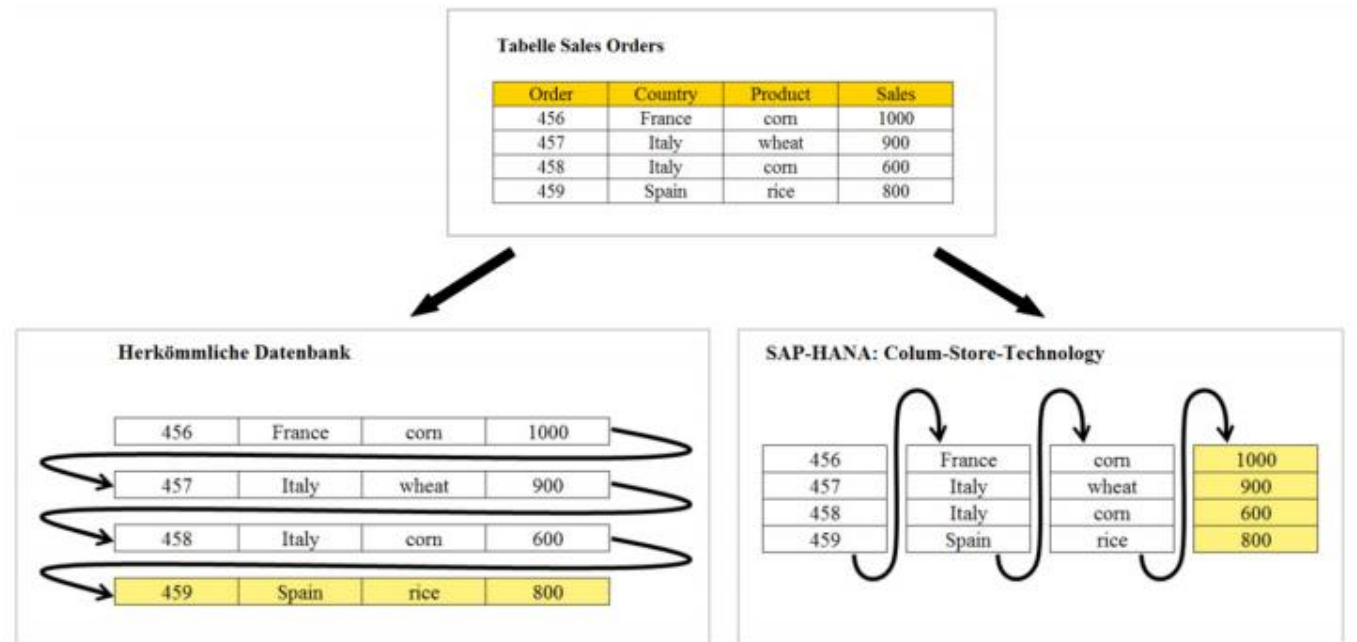 Tabelle Sales Orders
Order Country Product Sales
456 France corn 1000
457 Italy wheat 900
458 Italy corn 600
459 Spain rice 800
Herkömmliche Datenbank
456 France corn 1000
457 Italy wheat 900
458 Italy corn 600
459 Spain rice 800
SAP-HANA: Colum-Store-Technology
456 France corn 1000
457 Italy wheat 900
458 Italy corn 600
459 Spain rice 800